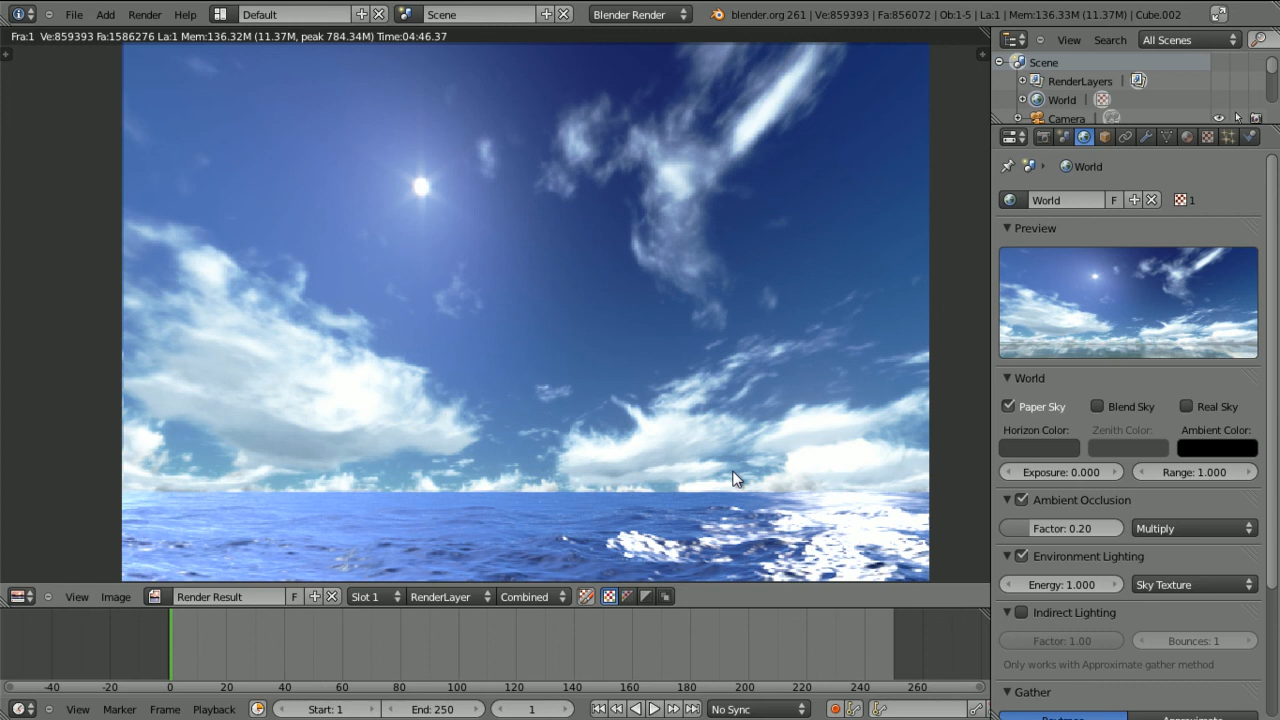 File Add Render Help Default Scene Blender Render blender.org 261 | Ve:859393 | Fa:856072 | Ob:1-5 | La:1 | Mem:136.33M (11.37M) | Cube.002
Fra:1 Ve:859393 Fa:1586276 La:1 Mem:136.32M (11.37M, peak 784.34M) Time:04:46.37
View Search All Scenes
Scene
RenderLayers |
World |
Camera
World
World F 1
Preview
World
Paper Sky Blend Sky Real Sky
Horizon Color: Zenith Color: Ambient Color:
Exposure: 0.000 Range: 1.000
Ambient Occlusion
Factor: 0.20 Multiply
Environment Lighting
Energy: 1.000 Sky Texture
Indirect Lighting
Factor: 1.00 Bounces: 1
Only works with Approximate gather method
Gather
View Image Render Result F Slot 1 RenderLayer Combined
-40 -20 0 20 40 60 80 100 120 140 160 180 200 220 240 260
View Marker Frame Playback Start: 1 End: 250 1 No Sync